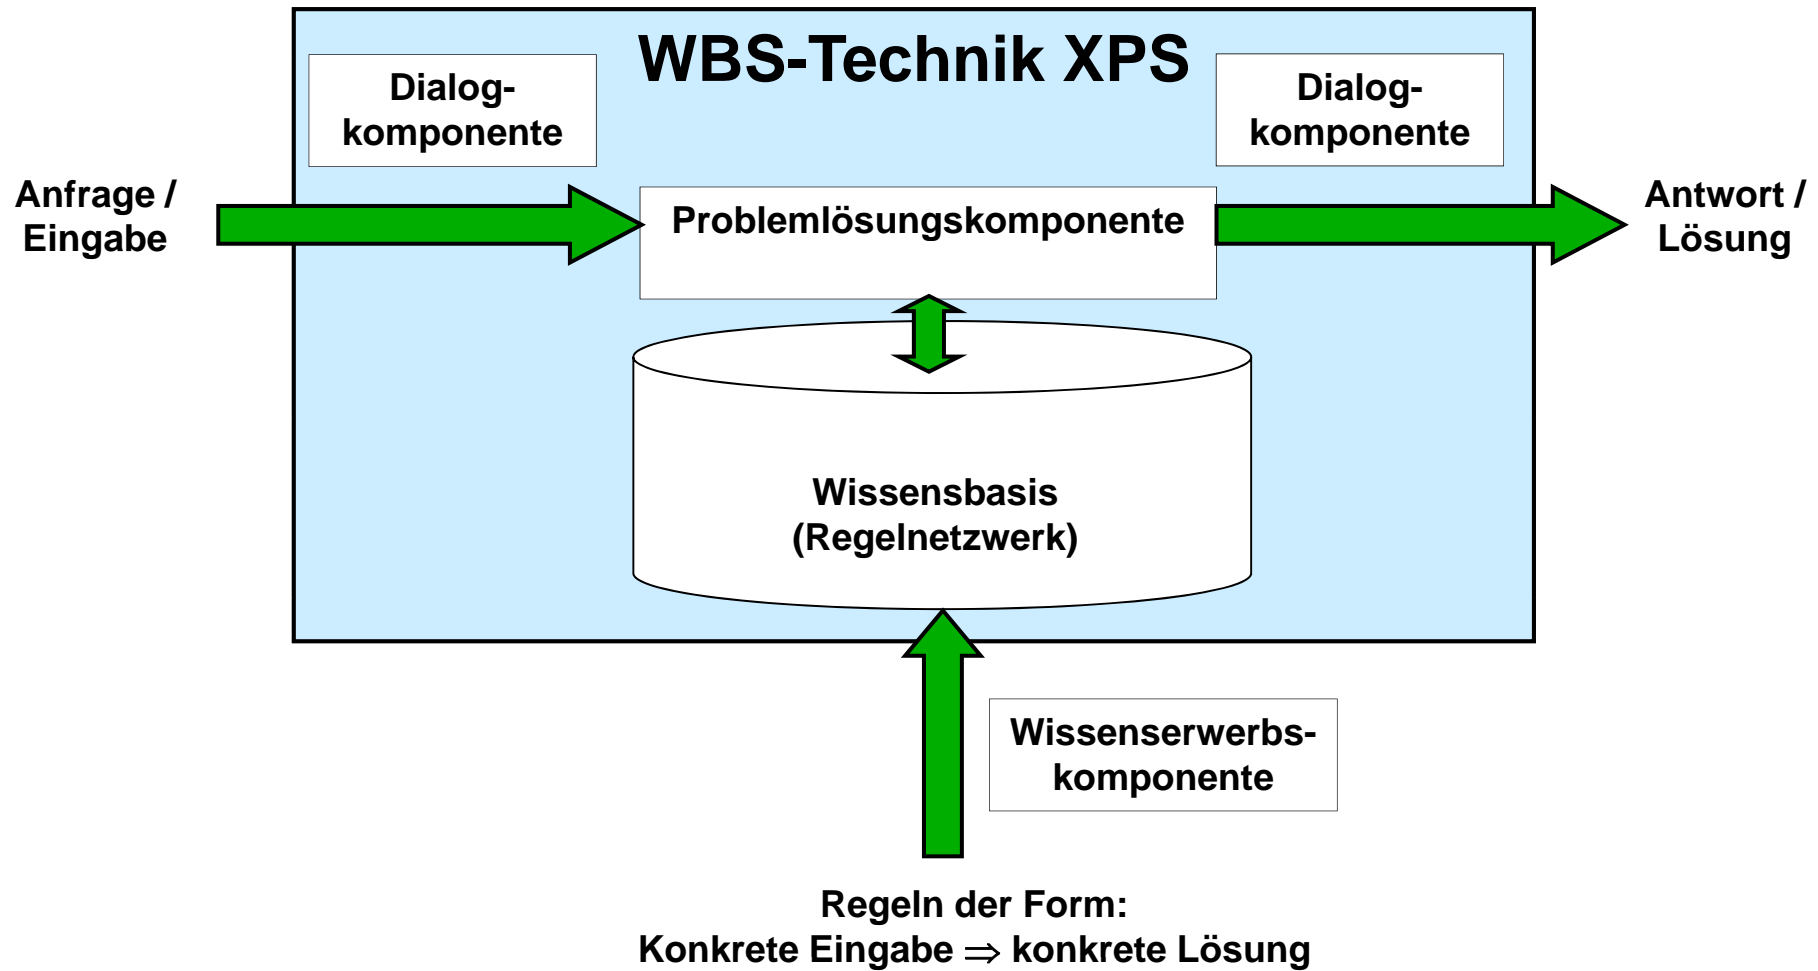 WBS-Technik XPS
Dialog-
komponente
Dialog-
komponente
Anfrage /
Eingabe
Problemlösungskomponente
Antwort /
Lösung
Wissensbasis
(Regelnetzwerk)
Wissenserwerbs-
komponente
Regeln der Form:
Konkrete Eingabe ⇒ konkrete Lösung